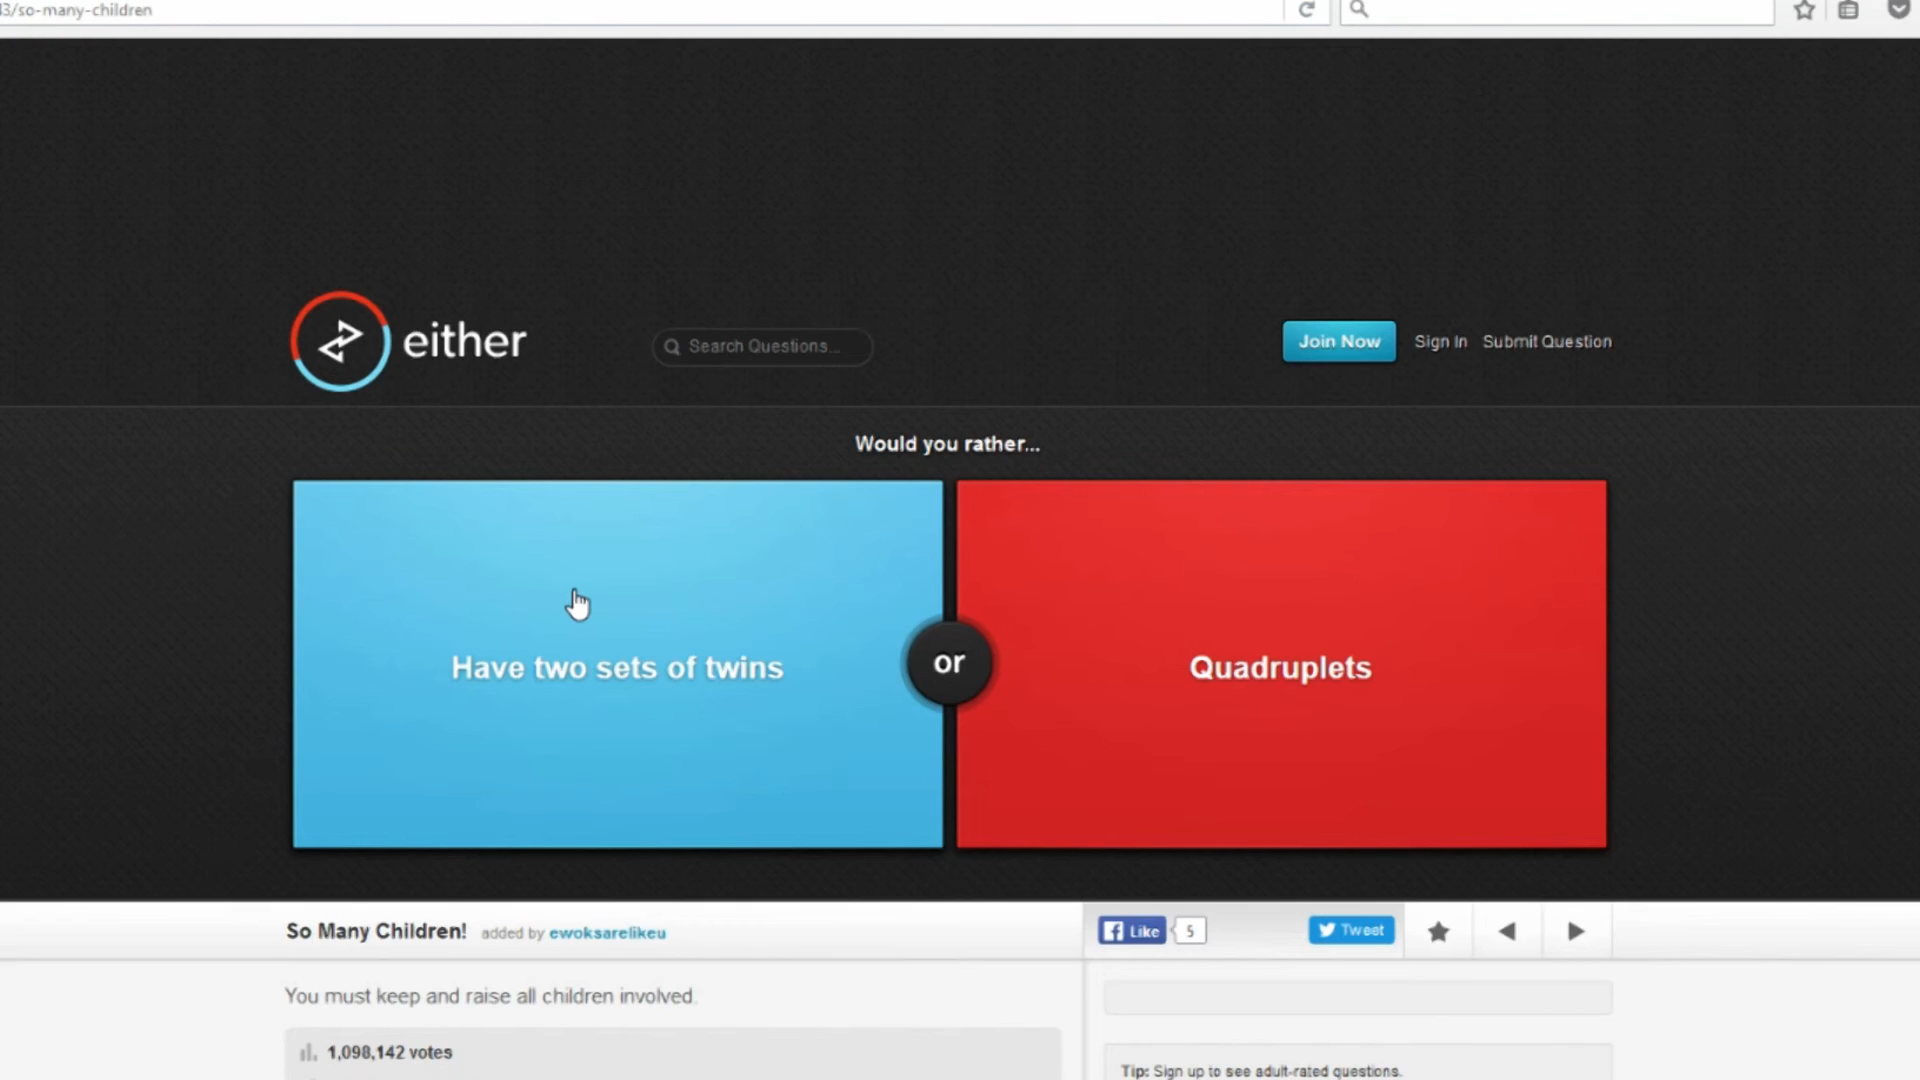 /so-many-children
either
Search Questions...
Join Now
Sign In
Submit Question
Would you rather...
Have two sets of twins
or
Quadruplets
So Many Children! added by ewoksarelikeu
Like
5
Tweet
You must keep and raise all children involved.
1,098,142 votes
Tip: Sign up to see adult-rated questions.